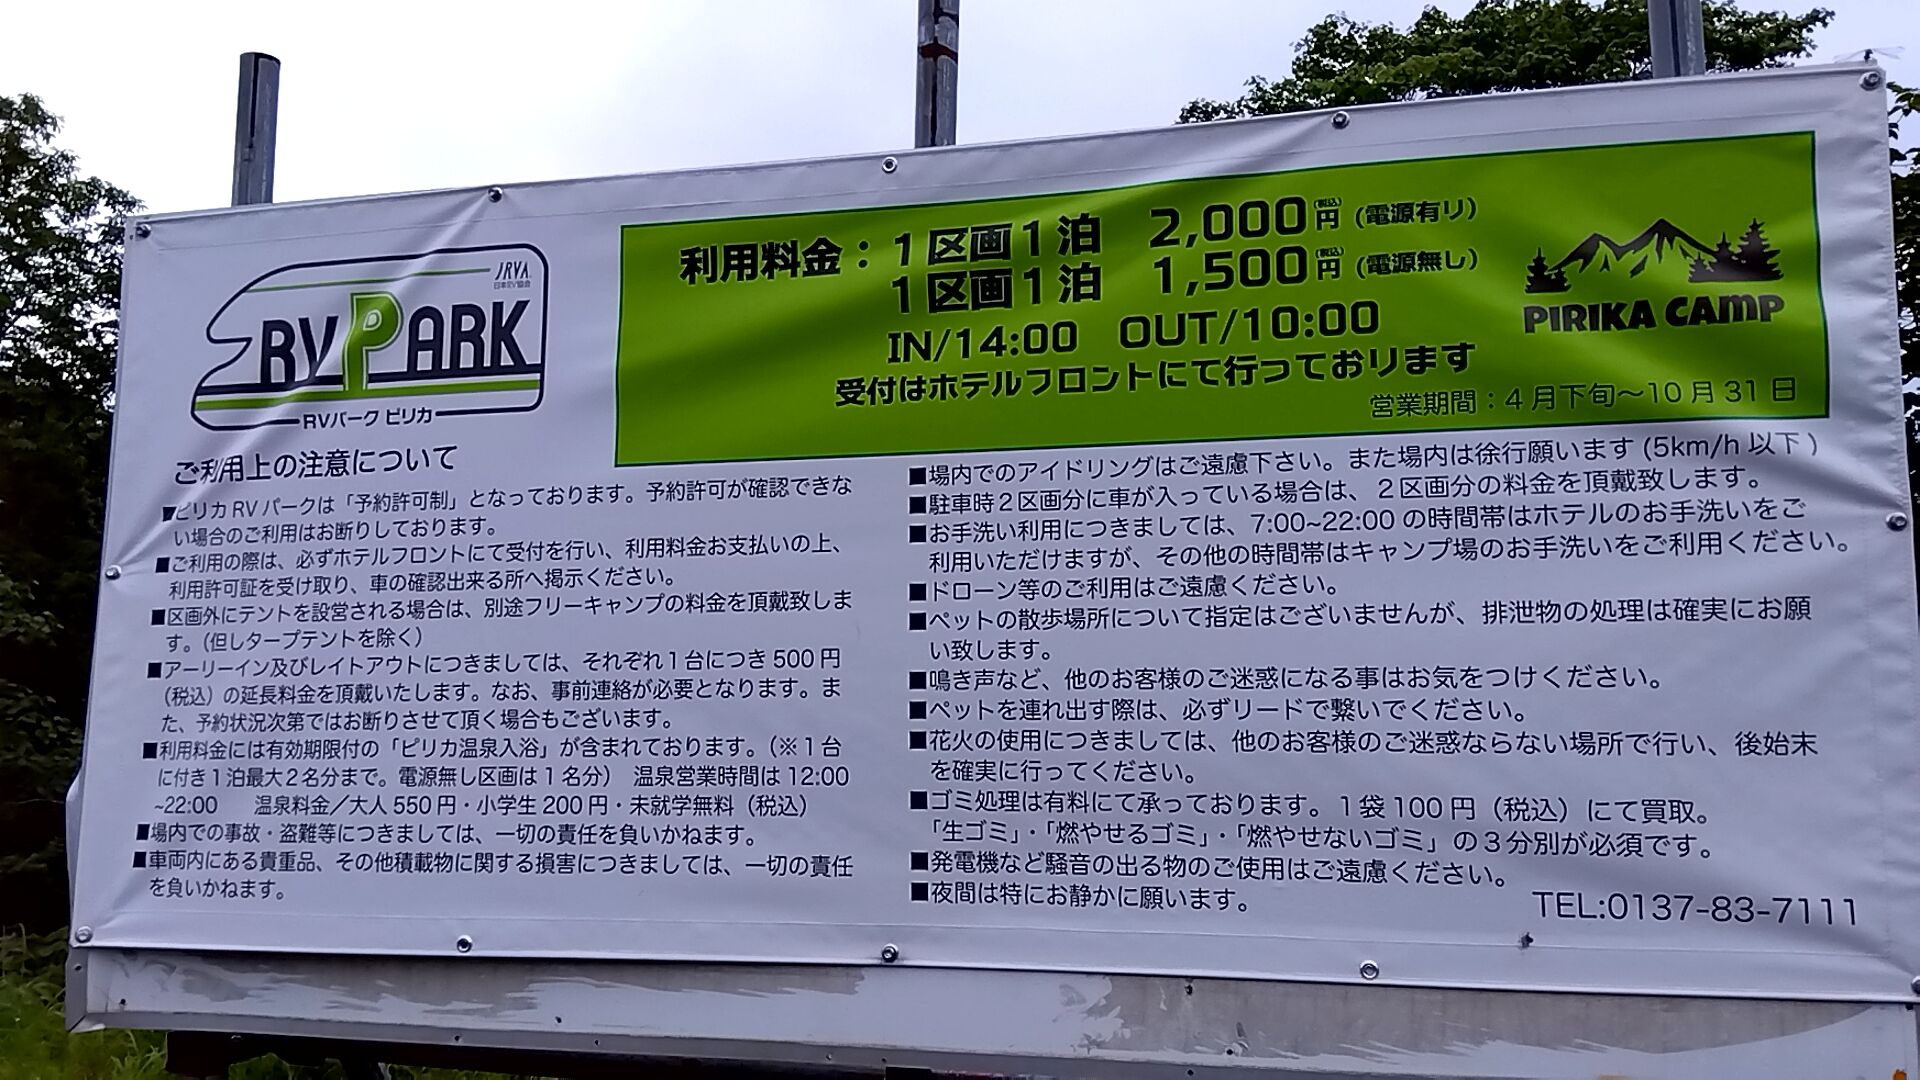 JRVA
日本RV協会
RV PARK
RVパーク ピリカ
利用料金：1区画1泊 2,000円(税込)(電源有り)
1区画1泊 1,500円(税込)(電源無し)
IN/14:00 OUT/10:00
受付はホテルフロントにて行っております
営業期間：4月下旬～10月31日
PIRIKA CAMP
ご利用上の注意について
■ピリカRVパークは「予約許可制」となっております。予約許可が確認できな
い場合のご利用はお断りしております。
■ご利用の際は、必ずホテルフロントにて受付を行い、利用料金お支払いの上、
利用許可証を受け取り、車の確認出来る所へ掲示ください。
■区画外にテントを設営される場合は、別途フリーキャンプの料金を頂戴致しま
す。（但しタープテントを除く）
■アーリーイン及びレイトアウトにつきましては、それぞれ1台につき500円
（税込）の延長料金を頂戴いたします。なお、事前連絡が必要となります。ま
た、予約状況次第ではお断りさせて頂く場合もございます。
■利用料金には有効期限付の「ピリカ温泉入浴」が含まれております。（※1台
に付き1泊最大2名分まで。電源無し区画は1名分） 温泉営業時間は12:00
~22:00 温泉料金／大人550円・小学生200円・未就学無料（税込）
■場内での事故・盗難等につきましては、一切の責任を負いかねます。
■車両内にある貴重品、その他積載物に関する損害につきましては、一切の責任
を負いかねます。
■場内でのアイドリングはご遠慮下さい。また場内は徐行願います(5km/h以下)
■駐車時2区画分に車が入っている場合は、2区画分の料金を頂戴致します。
■お手洗い利用につきましては、7:00~22:00の時間帯はホテルのお手洗いをご
利用いただけますが、その他の時間帯はキャンプ場のお手洗いをご利用ください。
■ドローン等のご利用はご遠慮ください。
■ペットの散歩場所について指定はございませんが、排泄物の処理は確実にお願
い致します。
■鳴き声など、他のお客様のご迷惑になる事はお気をつけください。
■ペットを連れ出す際は、必ずリードで繋いでください。
■花火の使用につきましては、他のお客様のご迷惑ならない場所で行い、後始末
を確実に行ってください。
■ゴミ処理は有料にて承っております。1袋100円（税込）にて買取。
「生ゴミ」・「燃やせるゴミ」・「燃やせないゴミ」の3分別が必須です。
■発電機など騒音の出る物のご使用はご遠慮ください。
■夜間は特にお静かに願います。
TEL:0137-83-7111